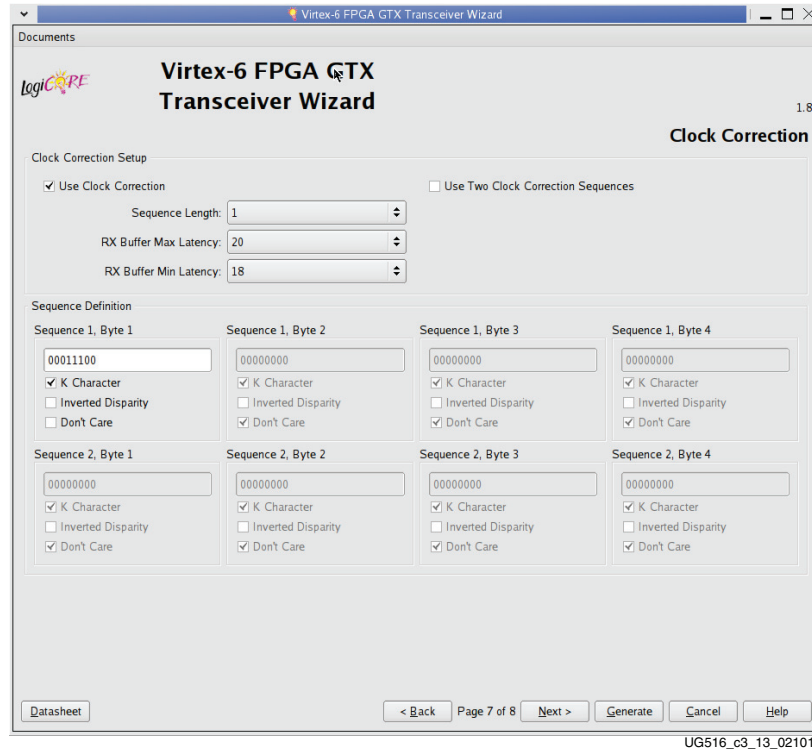 Virtex-6 FPGA GTX Transceiver Wizard
Documents
LogiCORE
Virtex-6 FPGA GTX
Transceiver Wizard
1.8
Clock Correction
Clock Correction Setup
Use Clock Correction
Use Two Clock Correction Sequences
Sequence Length: 1
RX Buffer Max Latency: 20
RX Buffer Min Latency: 18
Sequence Definition
Sequence 1, Byte 1 Sequence 1, Byte 2 Sequence 1, Byte 3 Sequence 1, Byte 4
00011100 00000000 00000000 00000000
K Character K Character K Character K Character
Inverted Disparity Inverted Disparity Inverted Disparity Inverted Disparity
Don't Care Don't Care Don't Care Don't Care
Sequence 2, Byte 1 Sequence 2, Byte 2 Sequence 2, Byte 3 Sequence 2, Byte 4
00000000 00000000 00000000 00000000
K Character K Character K Character K Character
Inverted Disparity Inverted Disparity Inverted Disparity Inverted Disparity
Don't Care Don't Care Don't Care Don't Care
Datasheet < Back Page 7 of 8 Next > Generate Cancel Help
UG516_c3_13_02101